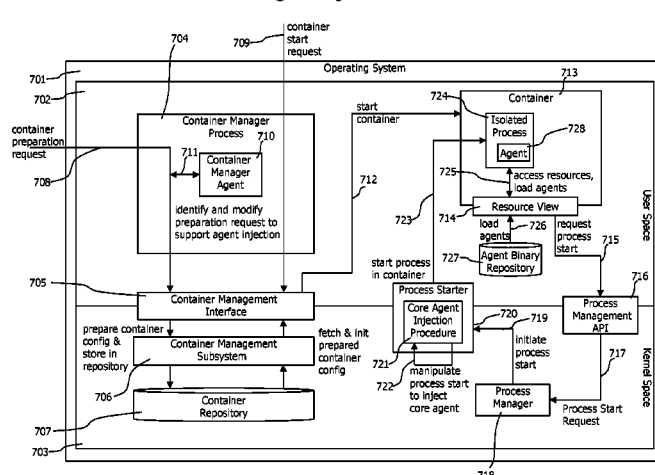 container
start
request
709
704
713
701
Operating System
702
724
Container
Container Manager
Process
start
container
Isolated
Process
container
preparation
request
710
728
Agent
Container
Manager
Agent
711
725
access resources,
load agents
708
712
identify and modify
preparation request to
support agent injection
723
714
Resource View
User Space
load
agents
726
request
process
start
715
727
Agent Binary
Repository
716
start process
in container
705
Container Management
Interface
Process Starter
Process
Management
API
Core Agent
Injection
Procedure
720
719
prepare container
config &
store in
repository
fetch & init
prepared
container
config
initiate
process
start
Container Management
Subsystem
721
717
706
722
manipulate
process start
to inject
core agent
Kernel Space
Container
Repository
Process
Manager
Process Start
Request
707
703
718